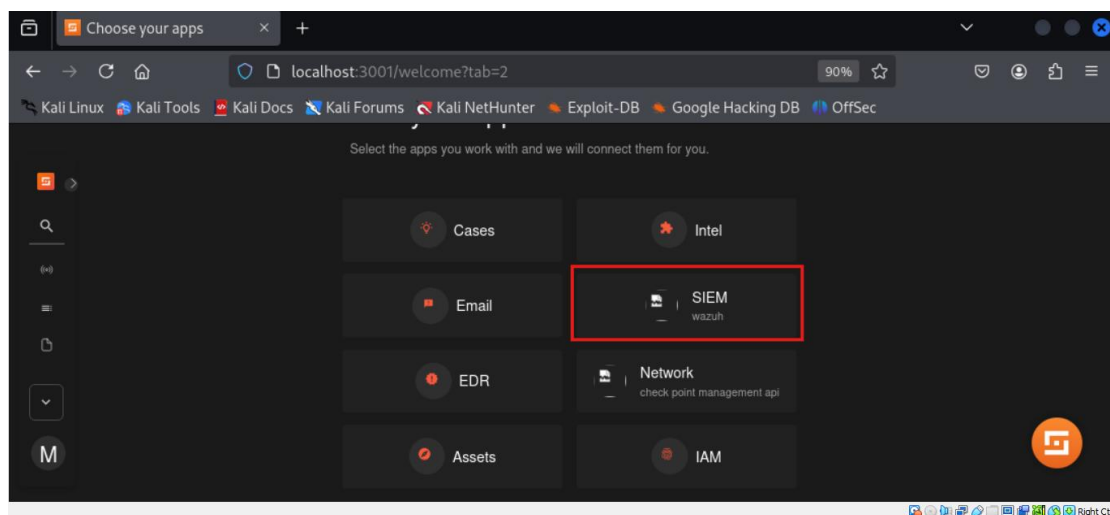 Choose your apps
localhost:3001/welcome?tab=2
90%
Kali Linux Kali Tools Kali Docs Kali Forums Kali NetHunter Exploit-DB Google Hacking DB OffSec
Select the apps you work with and we will connect them for you.
Cases
Intel
Email
SIEM
wazuh
EDR
Network
check point management api
Assets
IAM
M
Right Ct